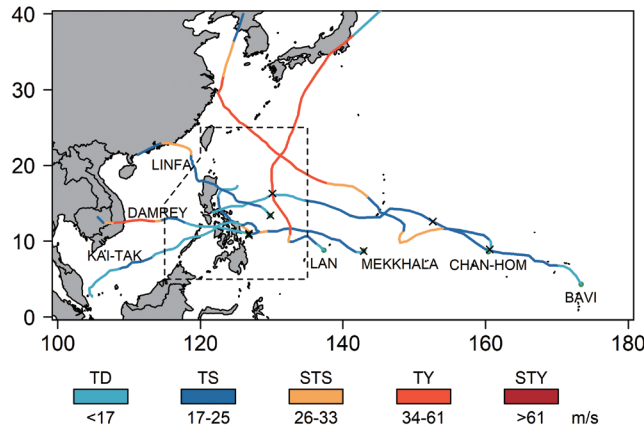 40
30
20
10
0
LINFA
DAMREY
KAI-TAK
LAN
MEKKHALA
CHAN-HOM
BAVI
100 120 140 160 180
TD TS STS TY STY
<17 17-25 26-33 34-61 >61 m/s